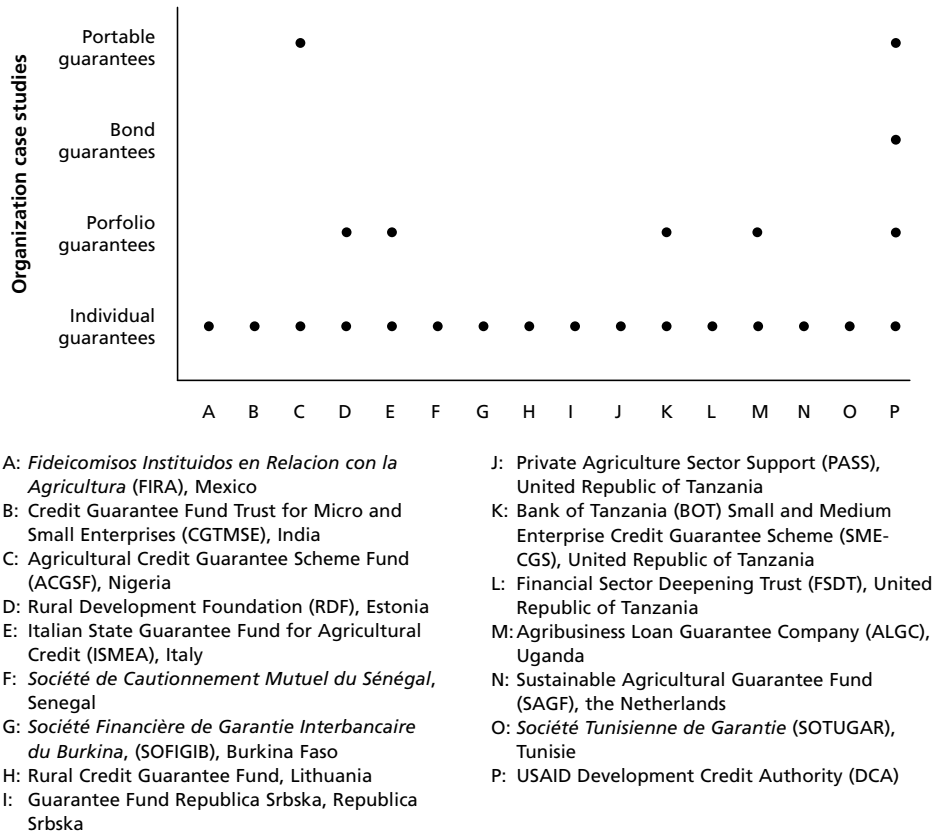 Organization case studies
Portable
guarantees
Bond
guarantees
Porfolio
guarantees
Individual
guarantees
A B C D E F G H I J K L M N O P
A: Fideicomisos Instituidos en Relacion con la
Agricultura (FIRA), Mexico
B: Credit Guarantee Fund Trust for Micro and
Small Enterprises (CGTMSE), India
C: Agricultural Credit Guarantee Scheme Fund
(ACGSF), Nigeria
D: Rural Development Foundation (RDF), Estonia
E: Italian State Guarantee Fund for Agricultural
Credit (ISMEA), Italy
F: Société de Cautionnement Mutuel du Sénégal,
Senegal
G: Société Financière de Garantie Interbancaire
du Burkina, (SOFIGIB), Burkina Faso
H: Rural Credit Guarantee Fund, Lithuania
I: Guarantee Fund Republica Srbska, Republica
Srbska
J: Private Agriculture Sector Support (PASS),
United Republic of Tanzania
K: Bank of Tanzania (BOT) Small and Medium
Enterprise Credit Guarantee Scheme (SME-
CGS), United Republic of Tanzania
L: Financial Sector Deepening Trust (FSDT), United
Republic of Tanzania
M: Agribusiness Loan Guarantee Company (ALGC),
Uganda
N: Sustainable Agricultural Guarantee Fund
(SAGF), the Netherlands
O: Société Tunisienne de Garantie (SOTUGAR),
Tunisie
P: USAID Development Credit Authority (DCA)